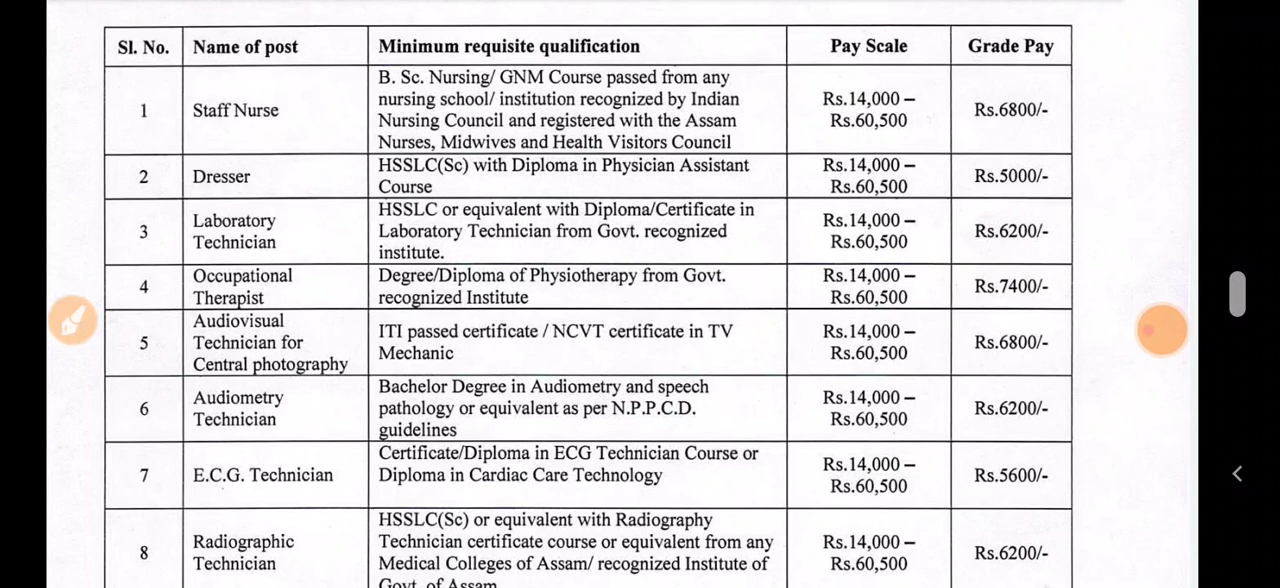 Sl. No. Name of post Minimum requisite qualification Pay Scale Grade Pay
1 Staff Nurse
B. Sc. Nursing/ GNM Course passed from any
nursing school/ institution recognized by Indian
Nursing Council and registered with the Assam
Nurses, Midwives and Health Visitors Council
Rs.14,000 –
Rs.60,500
Rs.6800/-
2 Dresser
HSSLC(Sc) with Diploma in Physician Assistant
Course
Rs.14,000 –
Rs.60,500
Rs.5000/-
3
Laboratory
Technician
HSSLC or equivalent with Diploma/Certificate in
Laboratory Technician from Govt. recognized
institute.
Rs.14,000 –
Rs.60,500
Rs.6200/-
4
Occupational
Therapist
Degree/Diploma of Physiotherapy from Govt.
recognized Institute
Rs.14,000 –
Rs.60,500
Rs.7400/-
5
Audiovisual
Technician for
Central photography
ITI passed certificate / NCVT certificate in TV
Mechanic
Rs.14,000 –
Rs.60,500
Rs.6800/-
6
Audiometry
Technician
Bachelor Degree in Audiometry and speech
pathology or equivalent as per N.P.P.C.D.
guidelines
Rs.14,000 –
Rs.60,500
Rs.6200/-
7 E.C.G. Technician
Certificate/Diploma in ECG Technician Course or
Diploma in Cardiac Care Technology
Rs.14,000 –
Rs.60,500
Rs.5600/-
8
Radiographic
Technician
HSSLC(Sc) or equivalent with Radiography
Technician certificate course or equivalent from any
Medical Colleges of Assam/ recognized Institute of
Govt. of Assam
Rs.14,000 –
Rs.60,500
Rs.6200/-